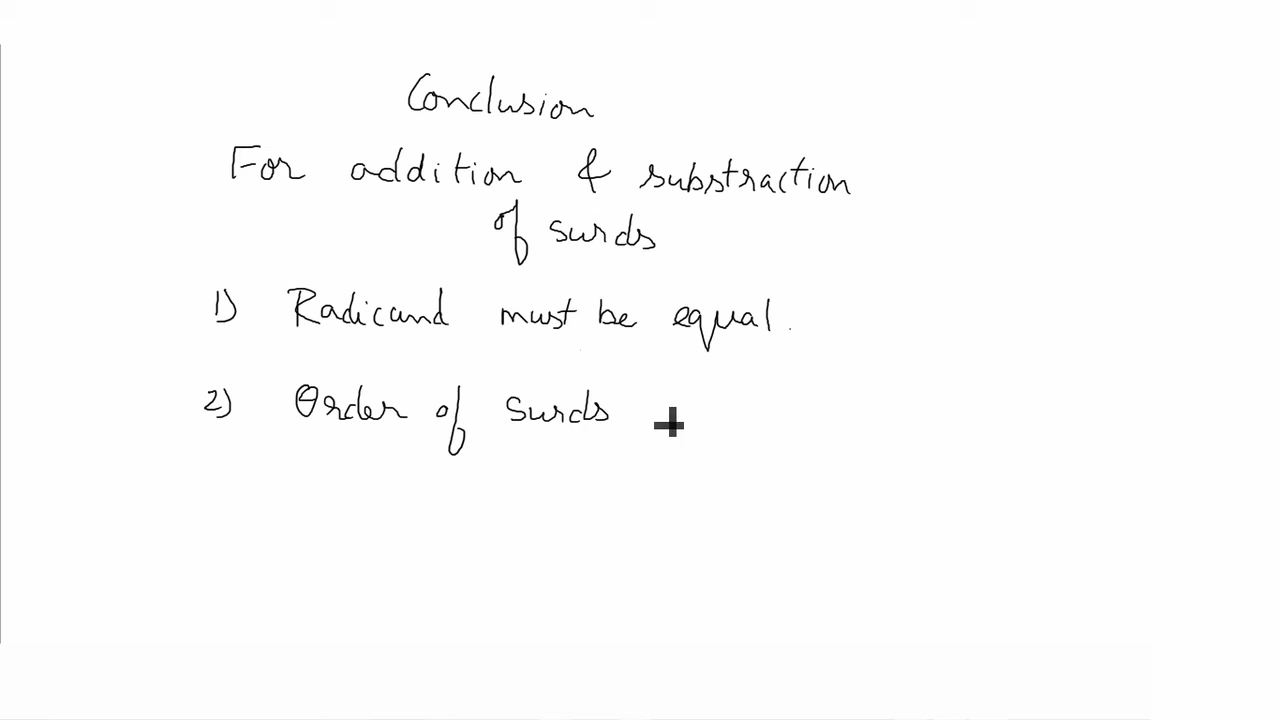 Conclusion
For addition & substraction
of surds
1) Radicand must be equal.
2) Order of surds